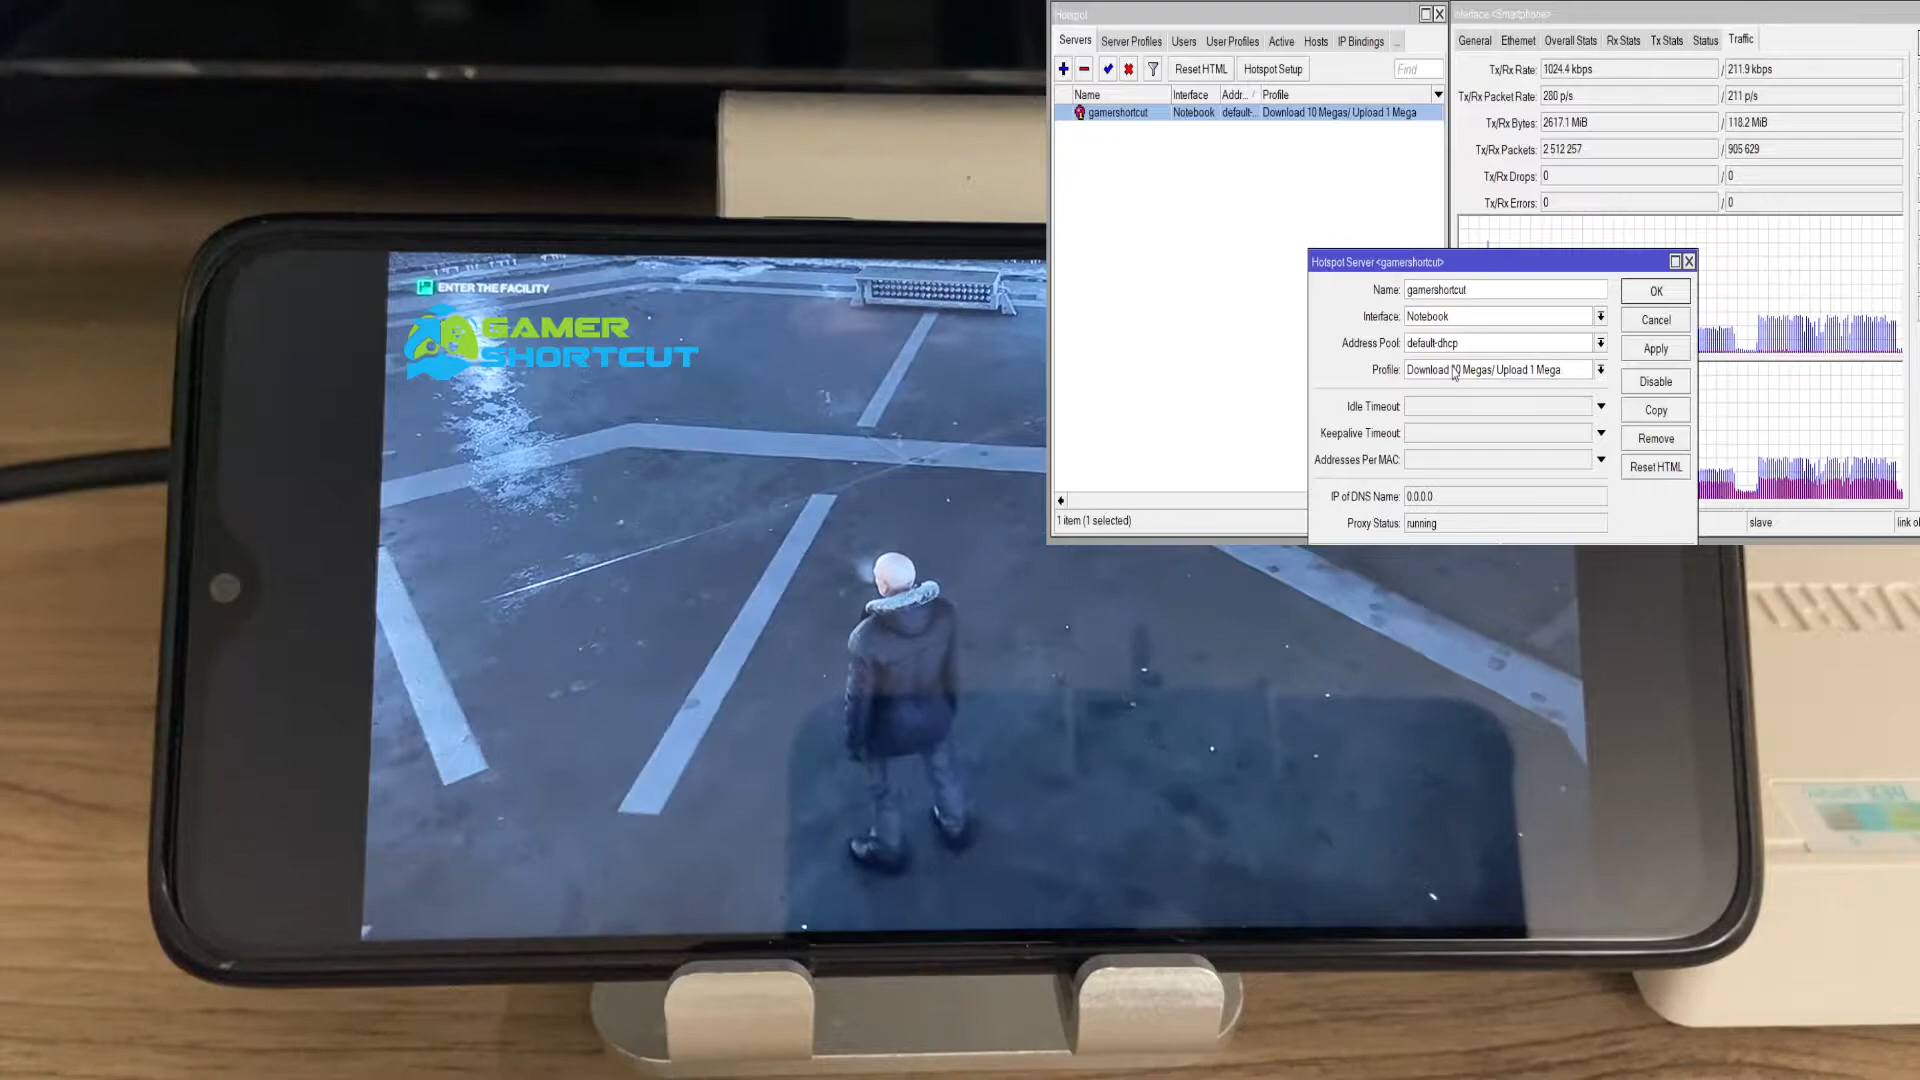 Hotspot
Servers Server Profiles Users User Profiles Active Hosts IP Bindings ...
Reset HTML Hotspot Setup Find
Name Interface Addr... Profile
gamershortcut Notebook default-... Download 10 Megas/ Upload 1 Mega
1 item (1 selected)
Interface <Smartphone>
General Ethernet Overall Stats Rx Stats Tx Stats Status Traffic
Tx/Rx Rate: 1024.4 kbps / 211.9 kbps
Tx/Rx Packet Rate: 280 p/s / 211 p/s
Tx/Rx Bytes: 2617.1 MiB / 118.2 MiB
Tx/Rx Packets: 2 512 257 / 905 629
Tx/Rx Drops: 0 / 0
Tx/Rx Errors: 0 / 0
slave
Hotspot Server <gamershortcut>
Name: gamershortcut
Interface: Notebook
Address Pool: default-dhcp
Profile: Download 10 Megas/ Upload 1 Mega
Idle Timeout:
Keepalive Timeout:
Addresses Per MAC:
IP of DNS Name: 0.0.0.0
Proxy Status: running
OK
Cancel
Apply
Disable
Copy
Remove
Reset HTML
ENTER THE FACILITY
GAMER
SHORTCUT